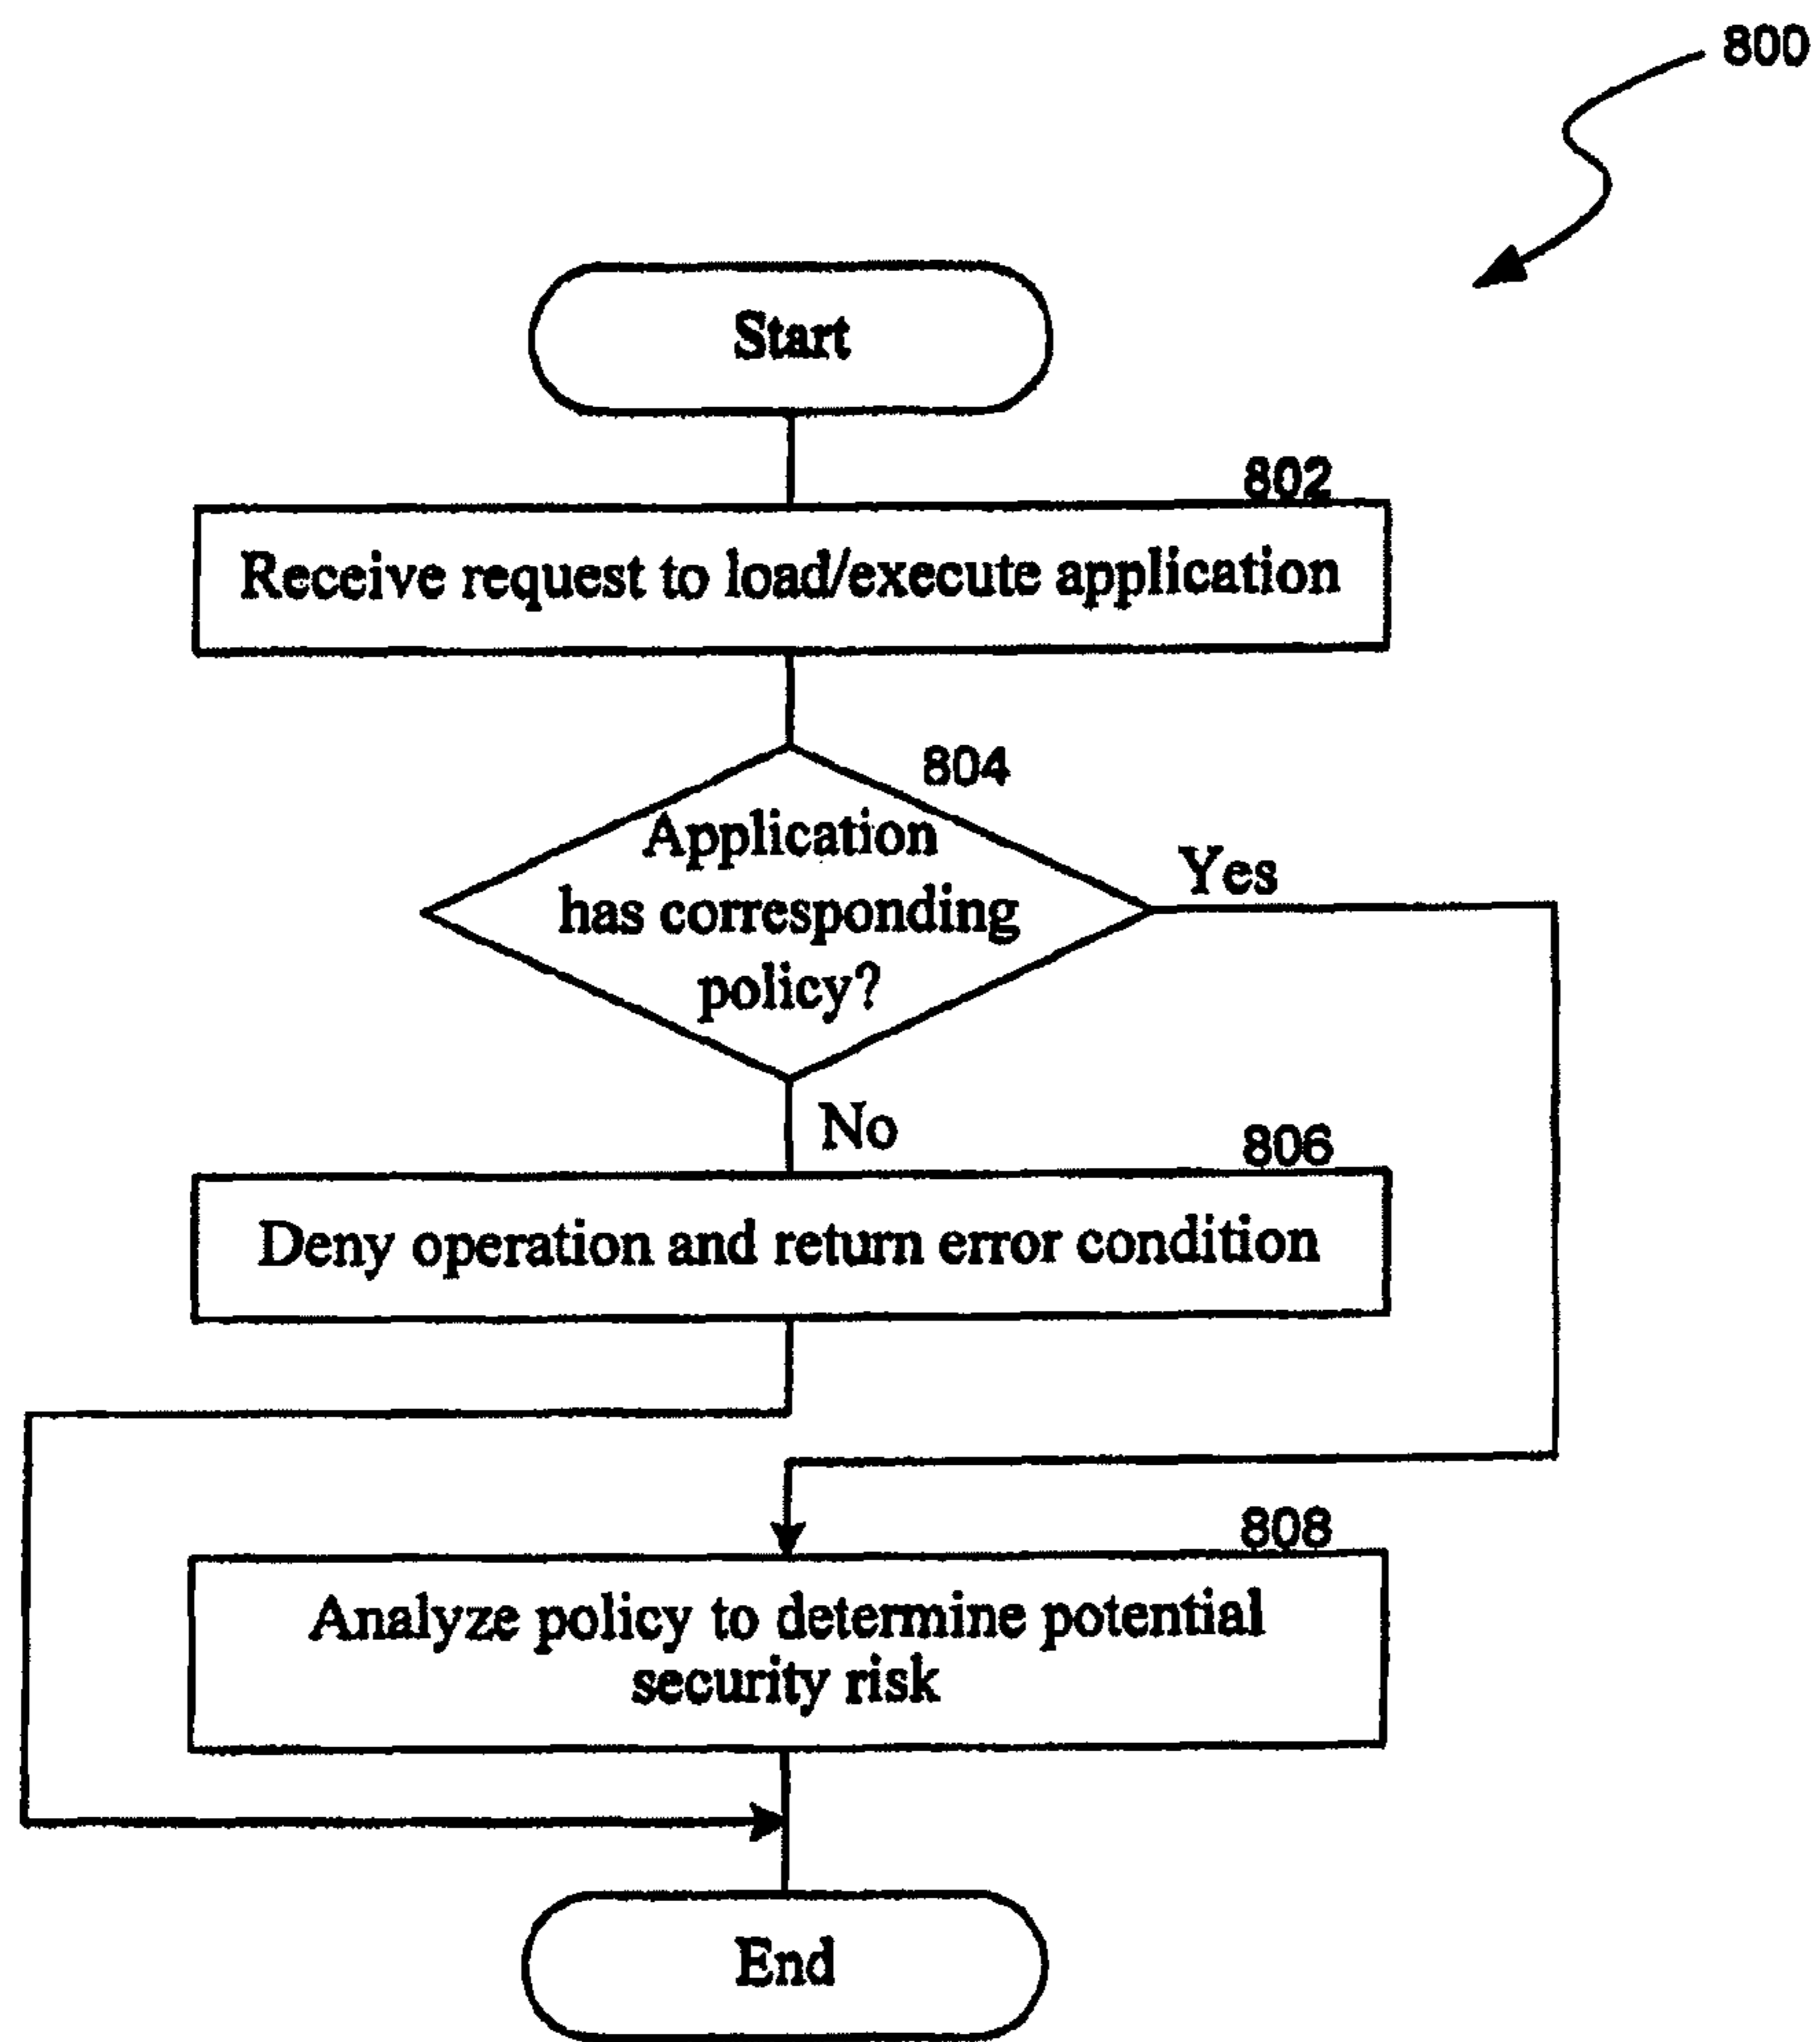 800
Start
802
Receive request to load/execute application
804
Application
has corresponding
policy?
Yes
No
806
Deny operation and return error condition
808
Analyze policy to determine potential
security risk
End